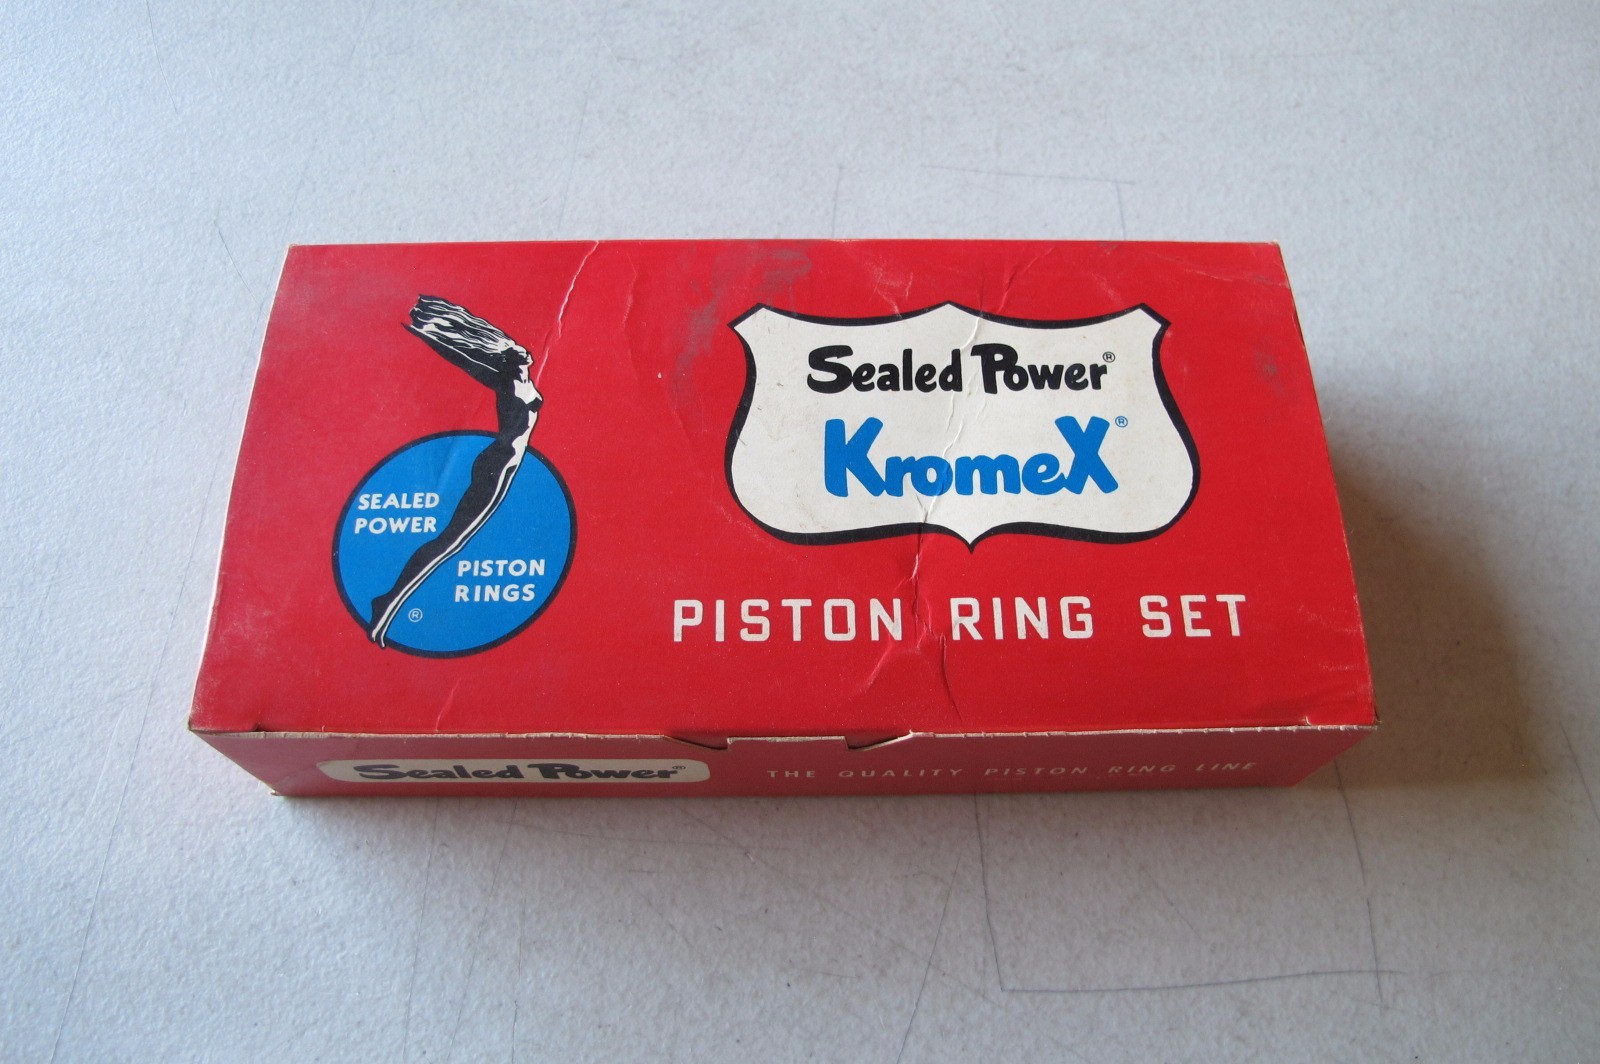 SEALED
POWER
PISTON
RINGS
®
Sealed Power®
KromeX®
PISTON RING SET
Sealed Power®
THE QUALITY PISTON RING LINE